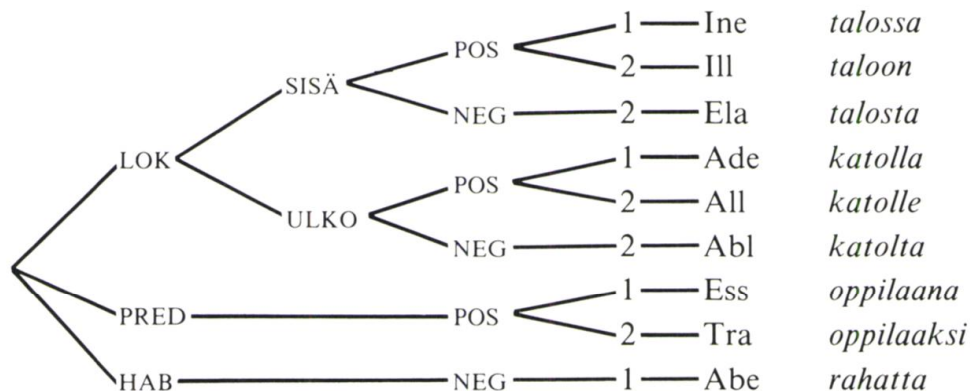 1 Ine talossa
POS
2 Ill taloon
SISÄ
NEG 2 Ela talosta
LOK
1 Ade katolla
POS
2 All katolle
ULKO
NEG 2 Abl katolta
1 Ess oppilaana
PRED POS
2 Tra oppilaaksi
HAB NEG 1 Abe rahatta